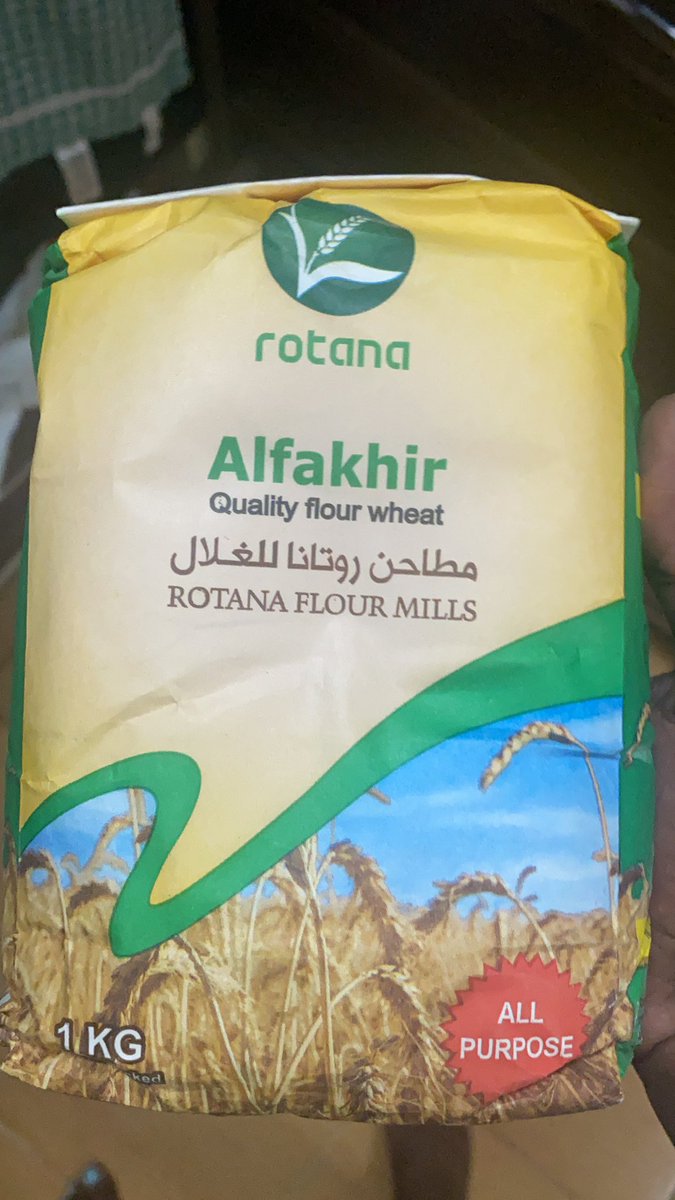 rotana
Alfakhir
Quality flour wheat
مطاحن روتانا للغلال
ROTANA FLOUR MILLS
ALL
PURPOSE
1 KG